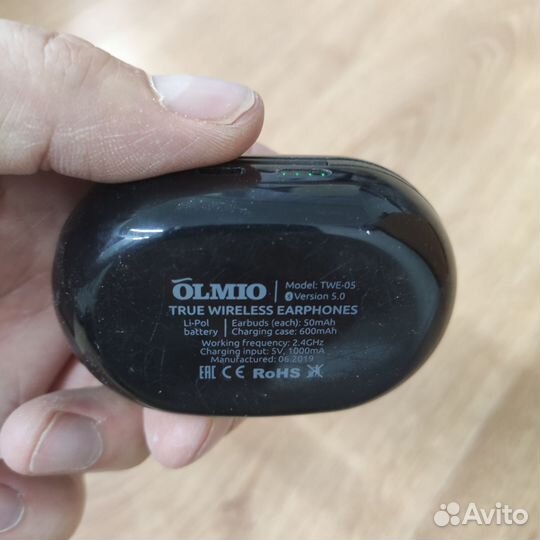 ŌLMIO
Model: TWE-05
Version 5.0
TRUE WIRELESS EARPHONES
Li-Pol battery
Earbuds (each): 50mAh
Charging case: 600mAh
Working frequency: 2.4GHz
Charging input: 5V, 1000mA
Manufactured: 06.2019
EAC CE RoHS
Avito